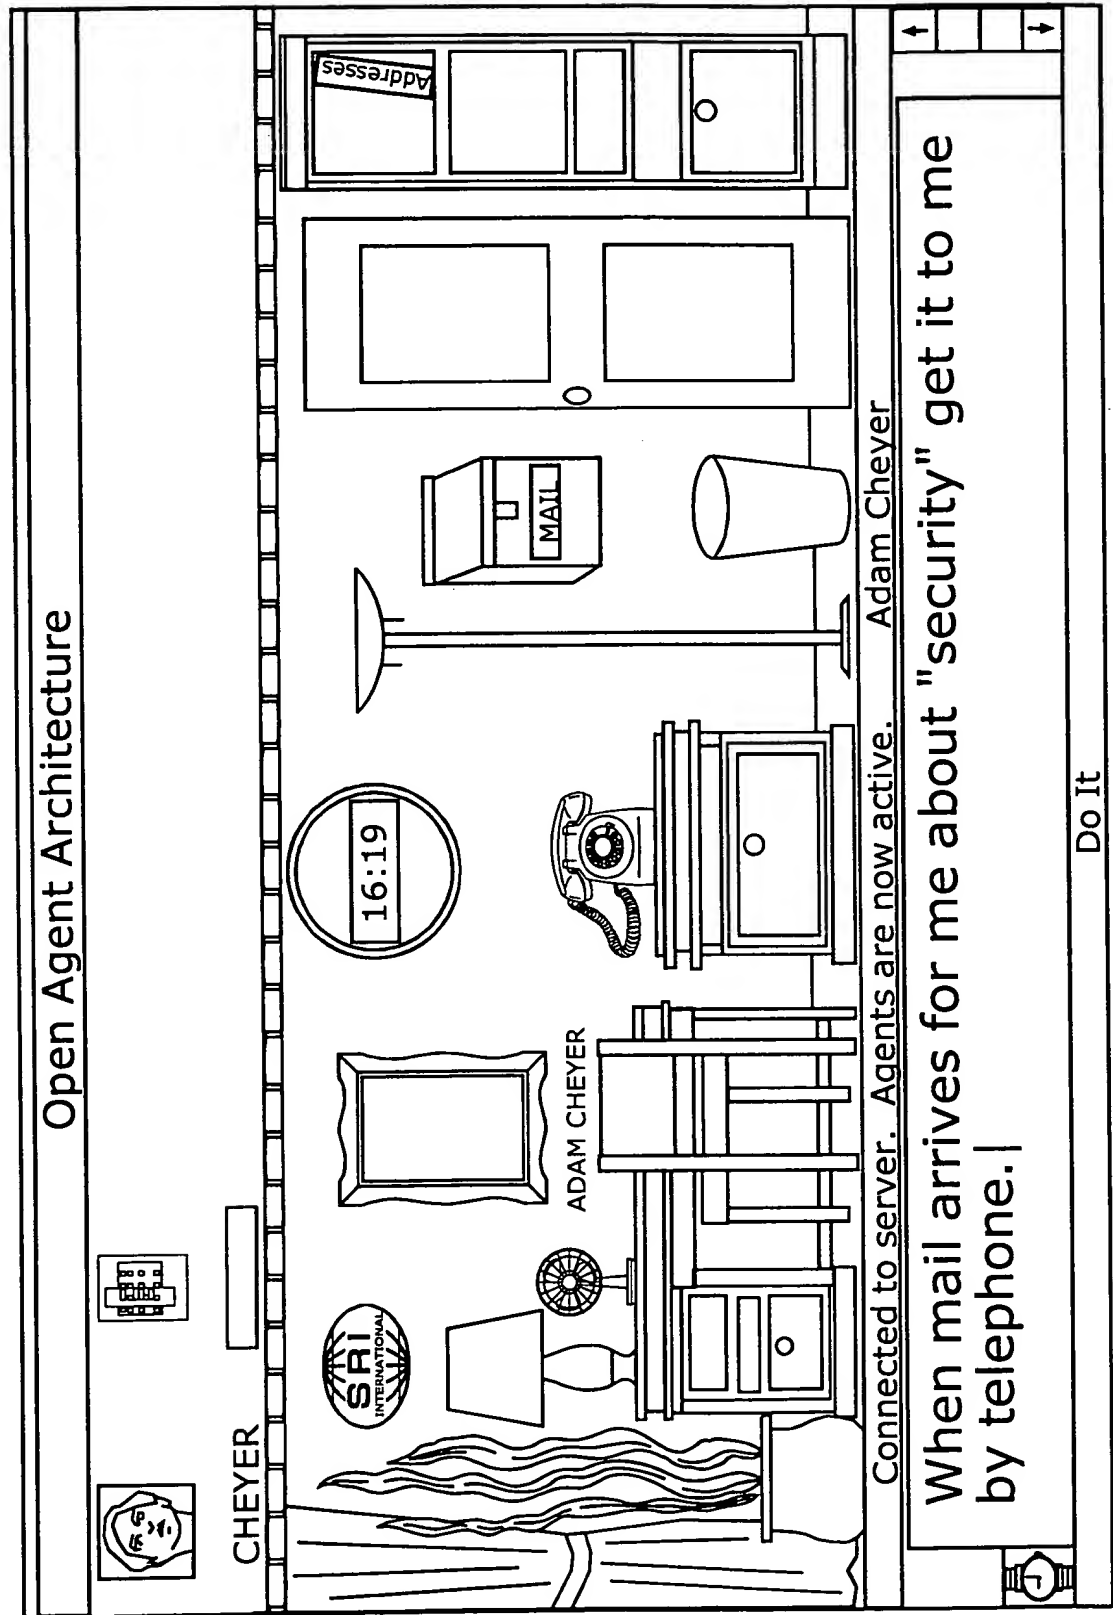 Open Agent Architecture
CHEYER
SRI
INTERNATIONAL
ADAM CHEYER
16:19
MAIL
Addresses
Connected to server. Agents are now active. Adam Cheyer
When mail arrives for me about "security" get it to me
by telephone.
Do It